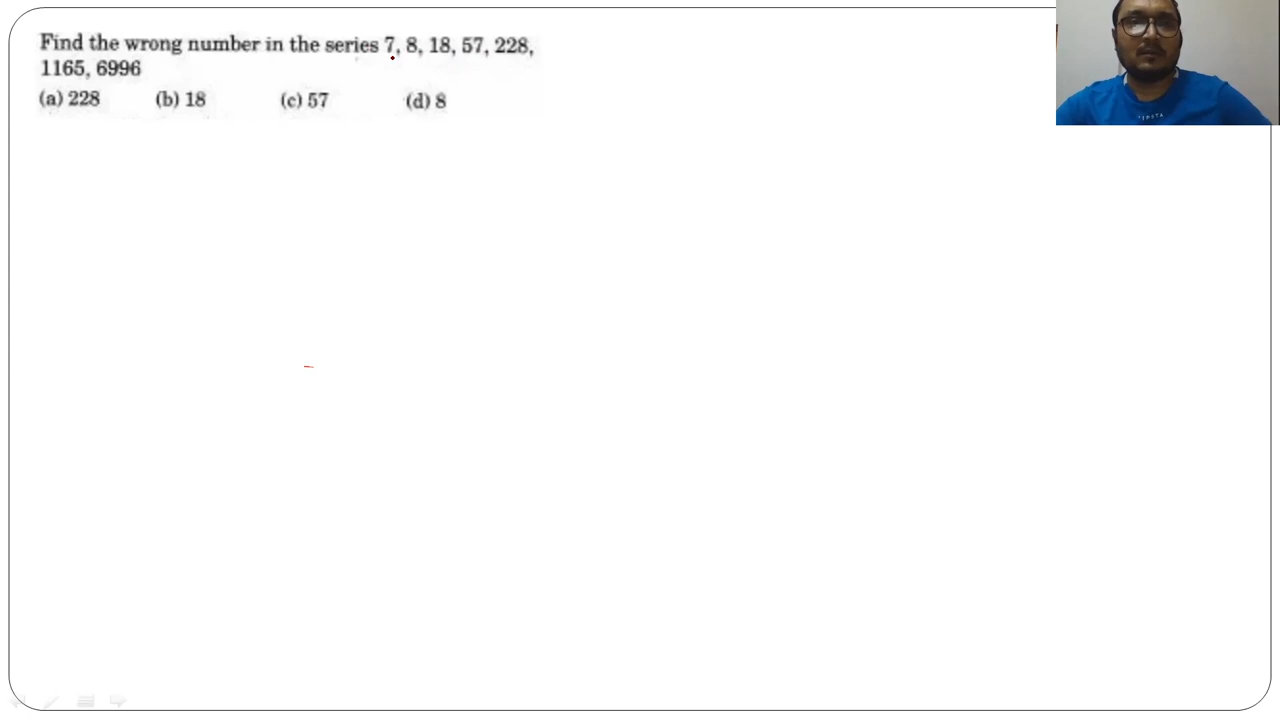 Find the wrong number in the series 7, 8, 18, 57, 228,
1165, 6996
(a) 228 (b) 18 (c) 57 (d) 8